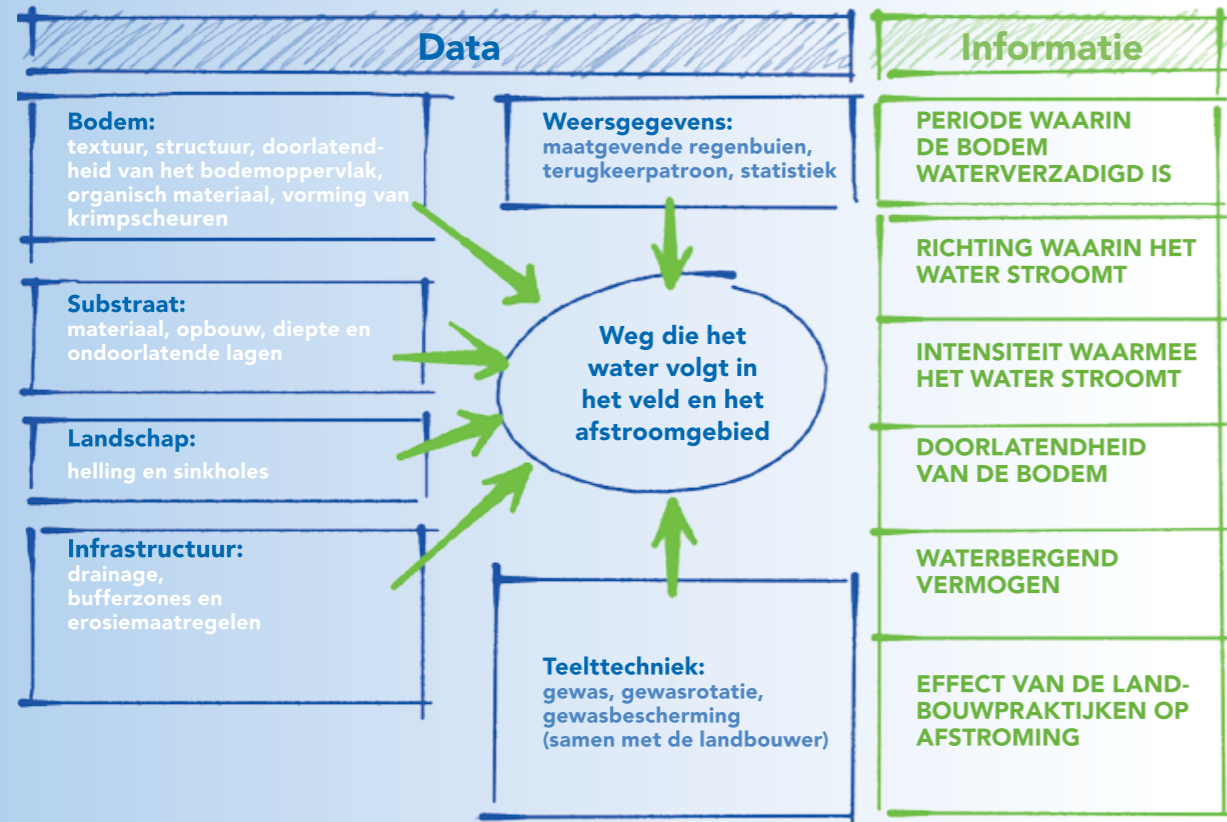 Data
Informatie
Bodem:
textuur, structuur, doorlatend-
heid van het bodemoppervlak,
organisch materiaal, vorming van
krimpscheuren
Substraat:
materiaal, opbouw, diepte en
ondoorlatende lagen
Landschap:
helling en sinkholes
Infrastructuur:
drainage,
bufferzones en
erosiemaatregelen
Weersgegevens:
maatgevende regenbuien,
terugkeerpatroon, statistiek
Weg die het
water volgt in
het veld en het
afstroomgebied
Teelttechniek:
gewas, gewasrotatie,
gewasbescherming
(samen met de landbouwer)
PERIODE WAARIN
DE BODEM
WATERVERZADIGD IS
RICHTING WAARIN HET
WATER STROOMT
INTENSITEIT WAARMEE
HET WATER STROOMT
DOORLATENDHEID
VAN DE BODEM
WATERBERGEND
VERMOGEN
EFFECT VAN DE LAND-
BOUWPRAKTIJKEN OP
AFSTROMING